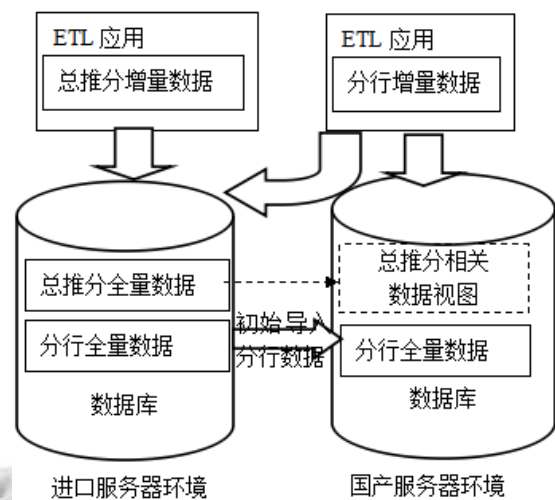 ETL 应用
总推分增量数据
ETL 应用
分行增量数据
总推分全量数据
分行全量数据
数据库
初始导入
分行数据
总推分相关
数据视图
分行全量数据
数据库
进口服务器环境
国产服务器环境